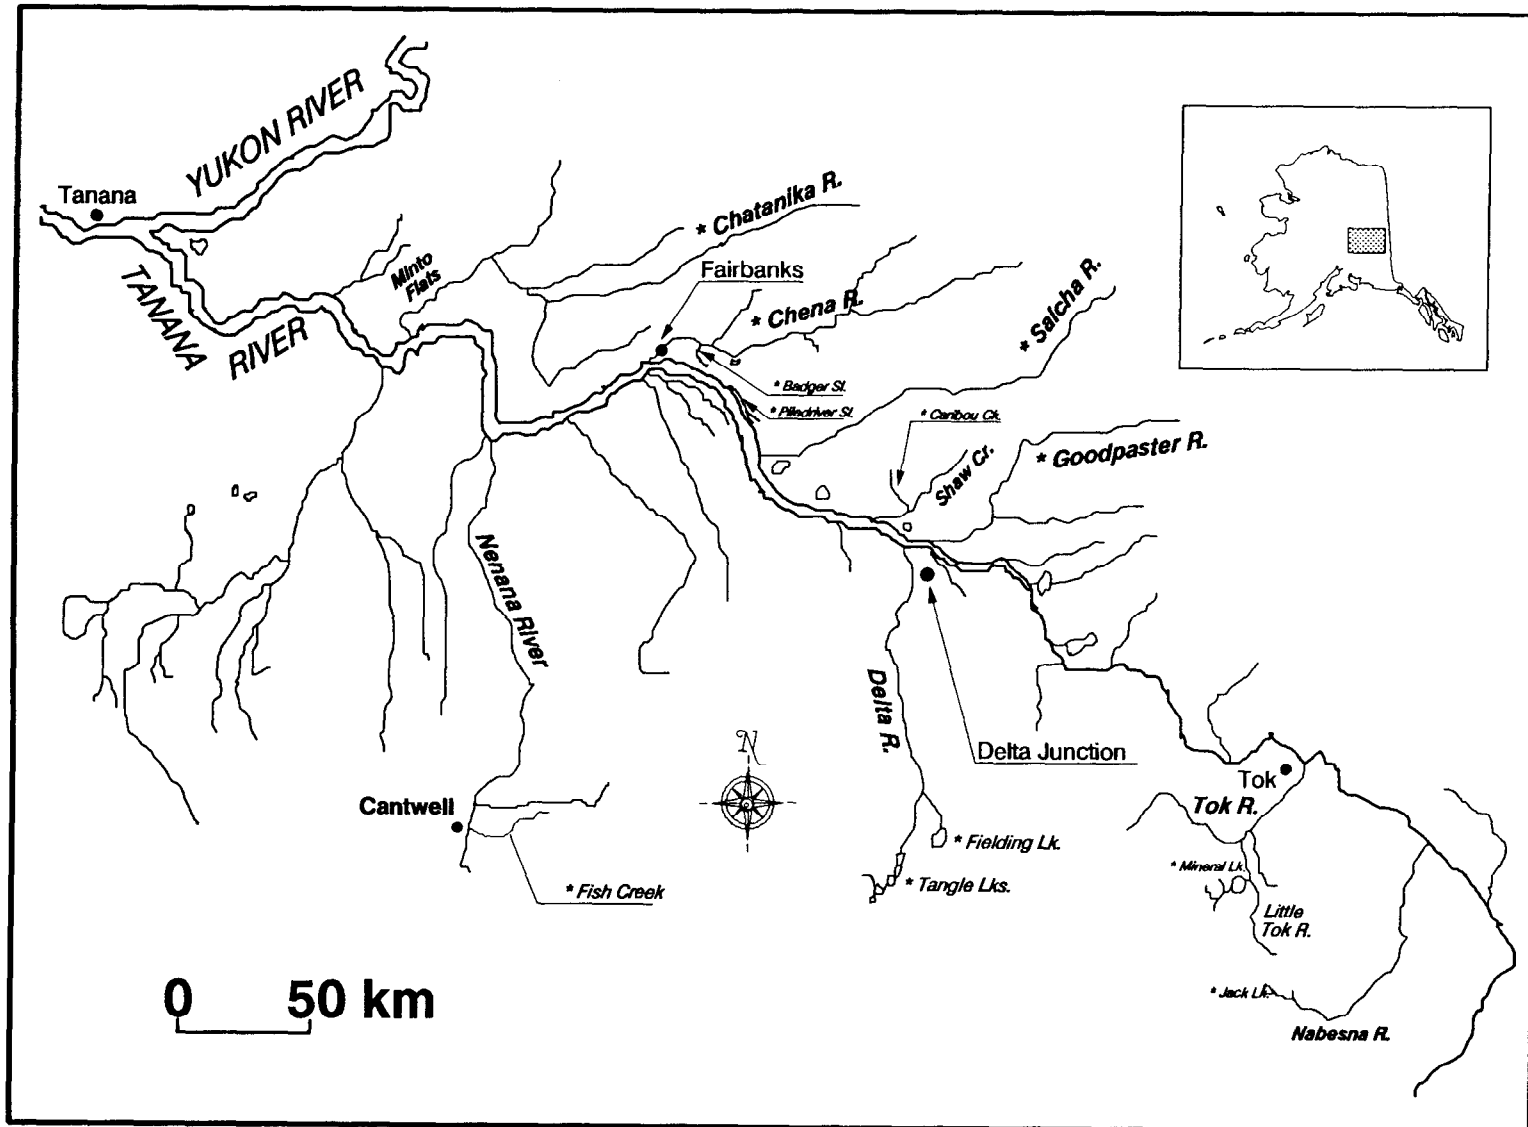 YUKON RIVER
Tanana
TANANA
RIVER
Minto
Flats
* Chatanika R.
Fairbanks
* Chena R.
* Salcha R.
* Badger Sl.
* Piledriver Sl.
* Caribou Ck.
Shaw Cr.
* Goodpaster R.
Nenana River
Delta R.
N
Delta Junction
Cantwell
* Fish Creek
* Fielding Lk.
* Tangle Lks.
Tok
Tok R.
* Mineral Lk.
Little
Tok R.
* Jack Lk.
Nabesna R.
0 50 km